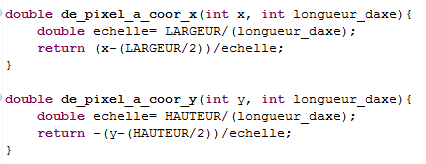 double de_pixel_a_coor_x(int x, int longueur_daxe){
    double echelle= LARGEUR/(longueur_daxe);
    return (x-(LARGEUR/2))/echelle;
}

double de_pixel_a_coor_y(int y, int longueur_daxe){
    double echelle= HAUTEUR/(longueur_daxe);
    return -(y-(HAUTEUR/2))/echelle;
}